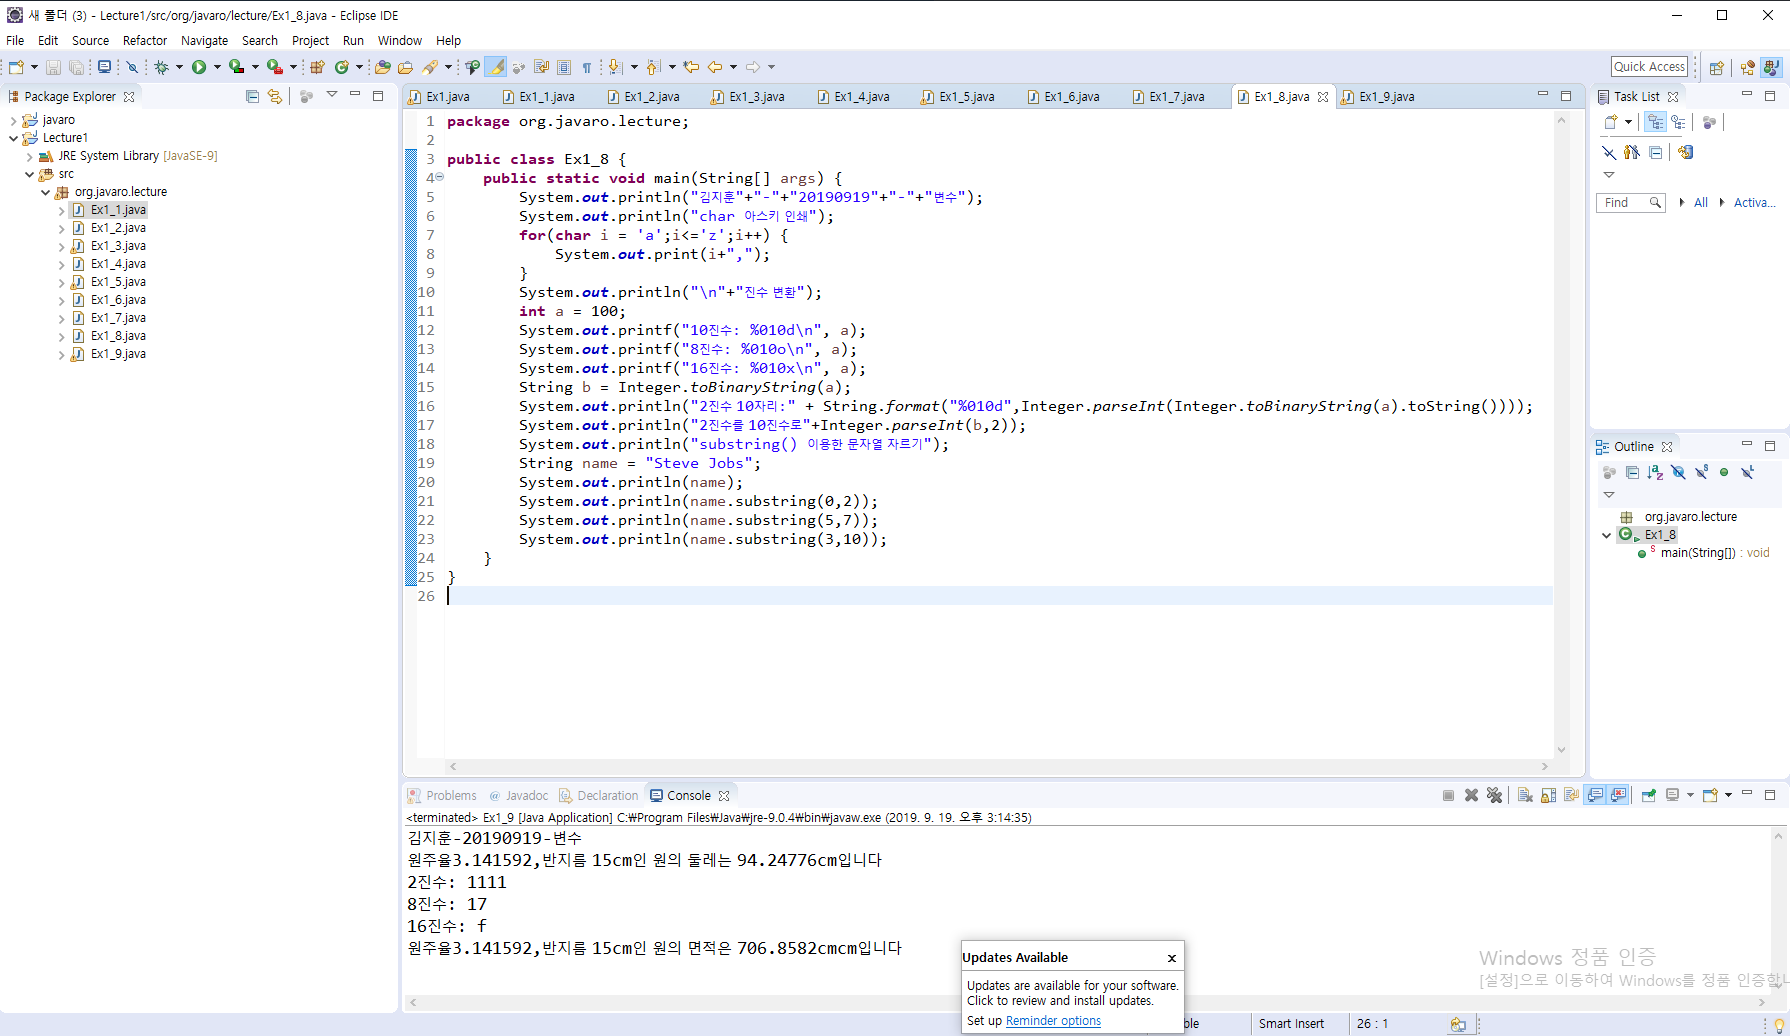 새 폴더 (3) - Lecture1/src/org/javaro/lecture/Ex1_8.java - Eclipse IDE
File Edit Source Refactor Navigate Search Project Run Window Help
Quick Access
Package Explorer
javaro
Lecture1
JRE System Library [JavaSE-9]
src
org.javaro.lecture
Ex1_1.java
Ex1_2.java
Ex1_3.java
Ex1_4.java
Ex1_5.java
Ex1_6.java
Ex1_7.java
Ex1_8.java
Ex1_9.java
Ex1.java Ex1_1.java Ex1_2.java Ex1_3.java Ex1_4.java Ex1_5.java Ex1_6.java Ex1_7.java Ex1_8.java Ex1_9.java
1 package org.javaro.lecture;
2
3 public class Ex1_8 {
4 public static void main(String[] args) {
5 System.out.println("김지훈"+"-"+"20190919"+"-"+"변수");
6 System.out.println("char 아스키 인쇄");
7 for(char i = 'a';i<='z';i++) {
8 System.out.print(i+",");
9 }
10 System.out.println("\n"+"진수 변환");
11 int a = 100;
12 System.out.printf("10진수: %010d\n", a);
13 System.out.printf("8진수: %010o\n", a);
14 System.out.printf("16진수: %010x\n", a);
15 String b = Integer.toBinaryString(a);
16 System.out.println("2진수 10자리:" + String.format("%010d",Integer.parseInt(Integer.toBinaryString(a).toString())));
17 System.out.println("2진수를 10진수로"+Integer.parseInt(b,2));
18 System.out.println("substring() 이용한 문자열 자르기");
19 String name = "Steve Jobs";
20 System.out.println(name);
21 System.out.println(name.substring(0,2));
22 System.out.println(name.substring(5,7));
23 System.out.println(name.substring(3,10));
24 }
25 }
26
Task List
Find All Activa...
Outline
org.javaro.lecture
Ex1_8
main(String[]) : void
Problems Javadoc Declaration Console
<terminated> Ex1_9 [Java Application] C:₩Program Files₩Java₩jre-9.0.4₩bin₩javaw.exe (2019. 9. 19. 오후 3:14:35)
김지훈-20190919-변수
원주율3.141592,반지름 15cm인 원의 둘레는 94.24776cm입니다
2진수: 1111
8진수: 17
16진수: f
원주율3.141592,반지름 15cm인 원의 면적은 706.8582cmcm입니다
Updates Available
Updates are available for your software.
Click to review and install updates.
Set up Reminder options
Windows 정품 인증
[설정]으로 이동하여 Windows를 정품 인증합니
Smart Insert 26 : 1